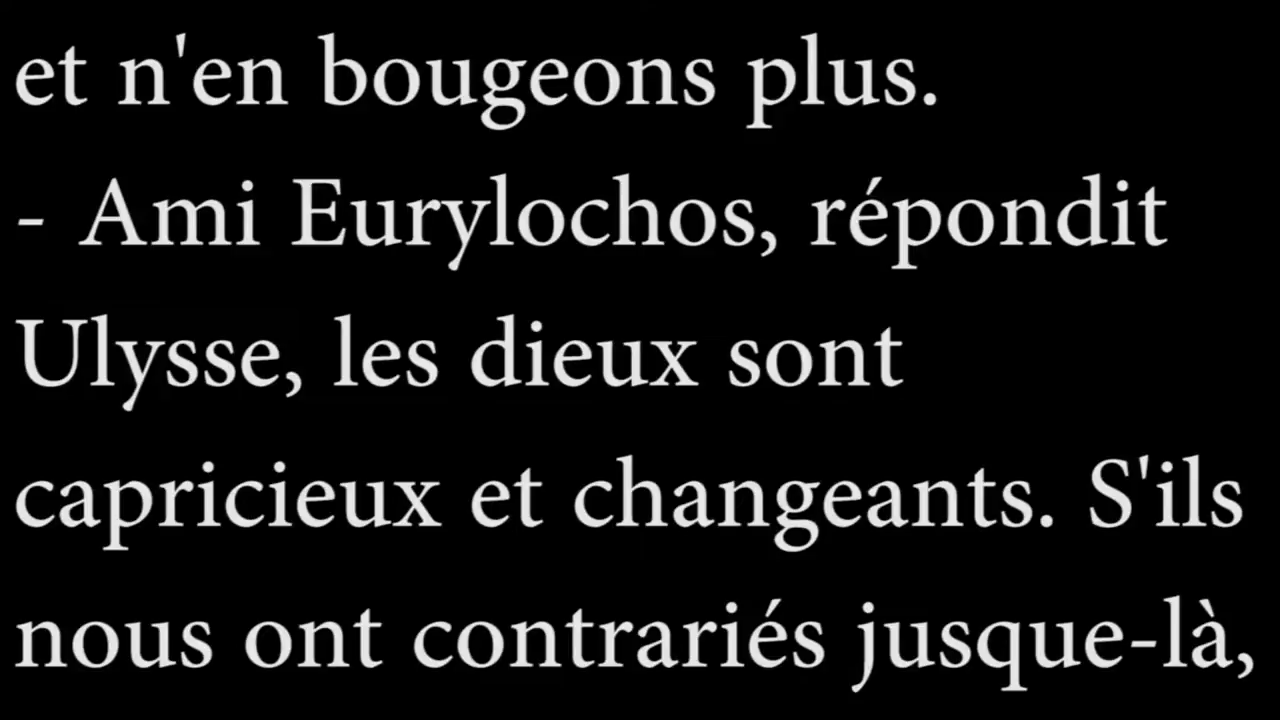 et n'en bougeons plus.
- Ami Eurylochos, répondit
Ulysse, les dieux sont
capricieux et changeants. S'ils
nous ont contrariés jusque-là,